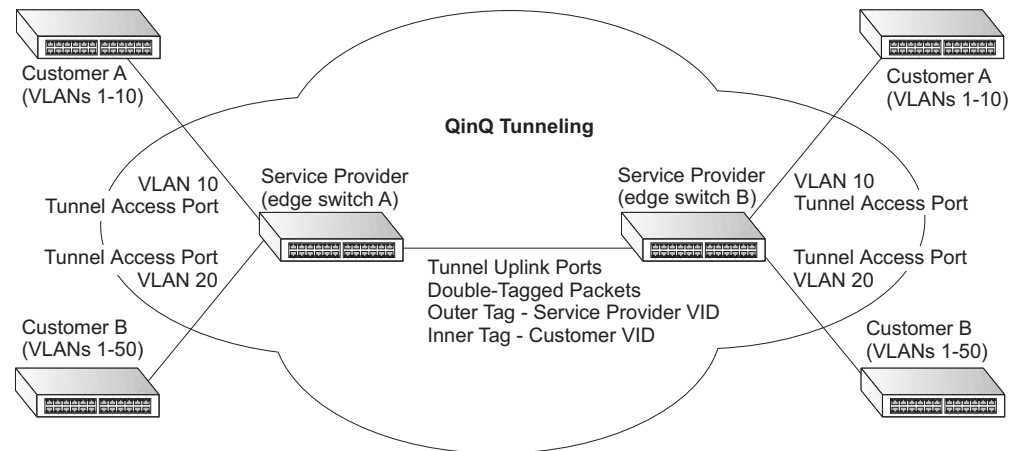 Customer A
(VLANs 1-10)
Customer A
(VLANs 1-10)
QinQ Tunneling
VLAN 10
Tunnel Access Port
Service Provider
(edge switch A)
Service Provider
(edge switch B)
VLAN 10
Tunnel Access Port
Tunnel Access Port
VLAN 20
Tunnel Uplink Ports
Double-Tagged Packets
Outer Tag - Service Provider VID
Inner Tag - Customer VID
Tunnel Access Port
VLAN 20
Customer B
(VLANs 1-50)
Customer B
(VLANs 1-50)